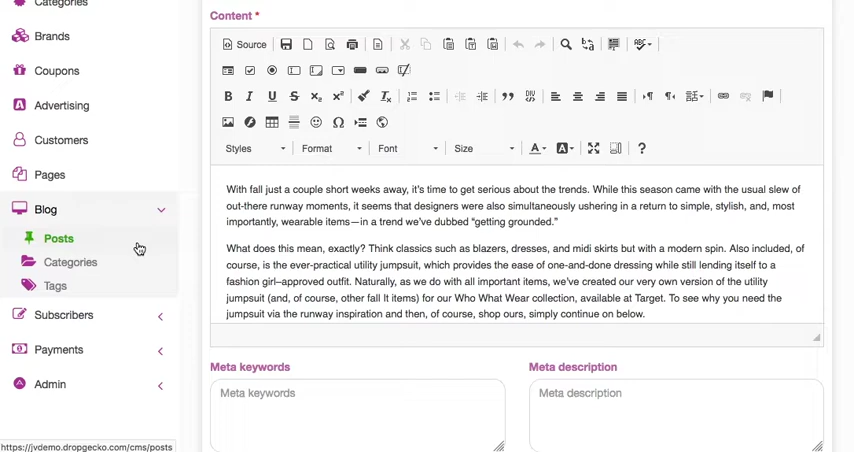 Categories
Brands
Coupons
Advertising
Customers
Pages
Blog
Posts
Categories
Tags
Subscribers
Payments
Admin
https://jvdemo.dropgecko.com/cms/posts
Content *
Source
Styles Format Font Size
With fall just a couple short weeks away, it's time to get serious about the trends. While this season came with the usual slew of
out-there runway moments, it seems that designers were also simultaneously ushering in a return to simple, stylish, and, most
importantly, wearable items—in a trend we've dubbed "getting grounded."
What does this mean, exactly? Think classics such as blazers, dresses, and midi skirts but with a modern spin. Also included, of
course, is the ever-practical utility jumpsuit, which provides the ease of one-and-done dressing while still lending itself to a
fashion girl–approved outfit. Naturally, as we do with all important items, we've created our very own version of the utility
jumpsuit (and, of course, other fall It items) for our Who What Wear collection, available at Target. To see why you need the
jumpsuit via the runway inspiration and then, of course, shop ours, simply continue on below.
Meta keywords
Meta keywords
Meta description
Meta description